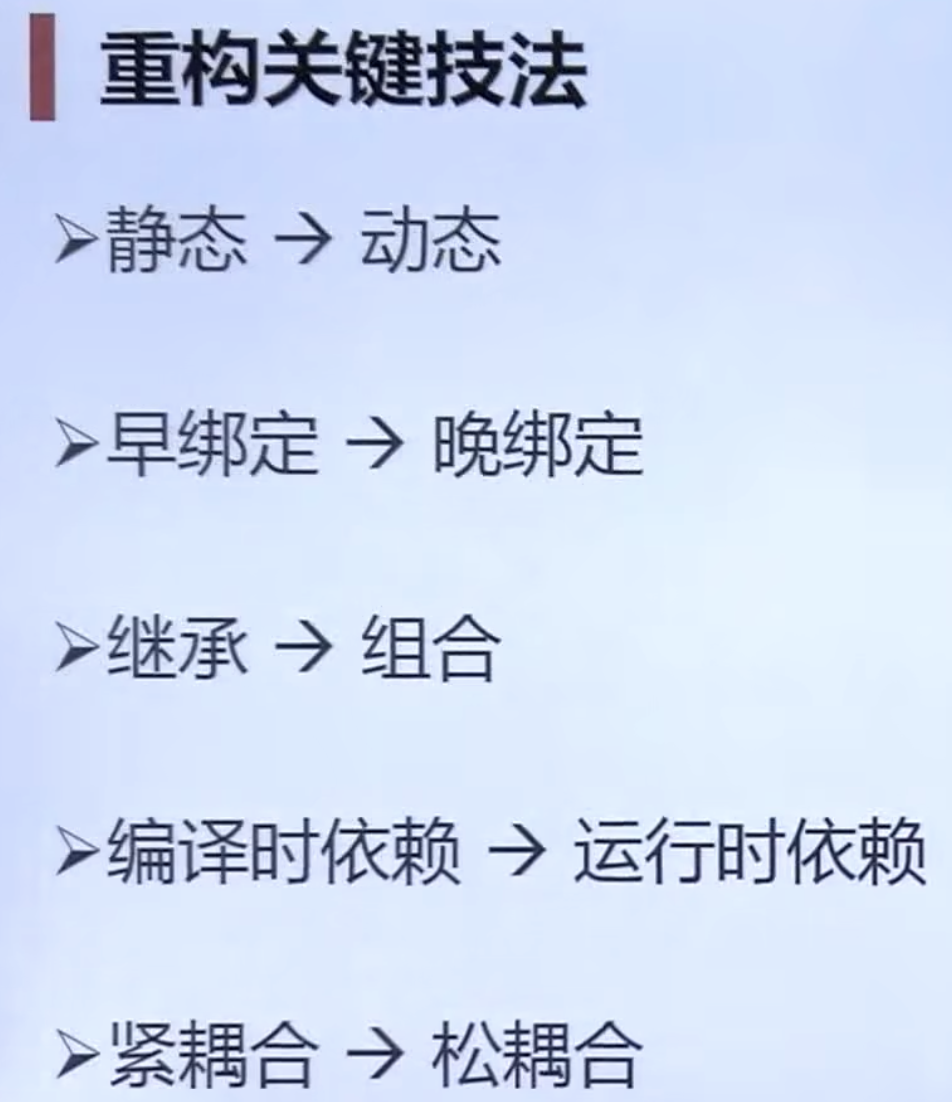 重构关键技法
➢静态 → 动态
➢早绑定 → 晚绑定
➢继承 → 组合
➢编译时依赖 → 运行时依赖
➢紧耦合 → 松耦合